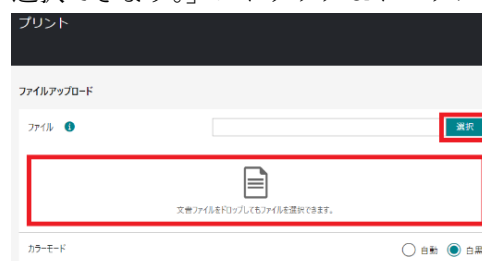 選択できます。」
プリント
ファイルアップロード
ファイル
選択
文書ファイルをドロップしてもファイルを選択できます。
カラーモード
自動
白黒